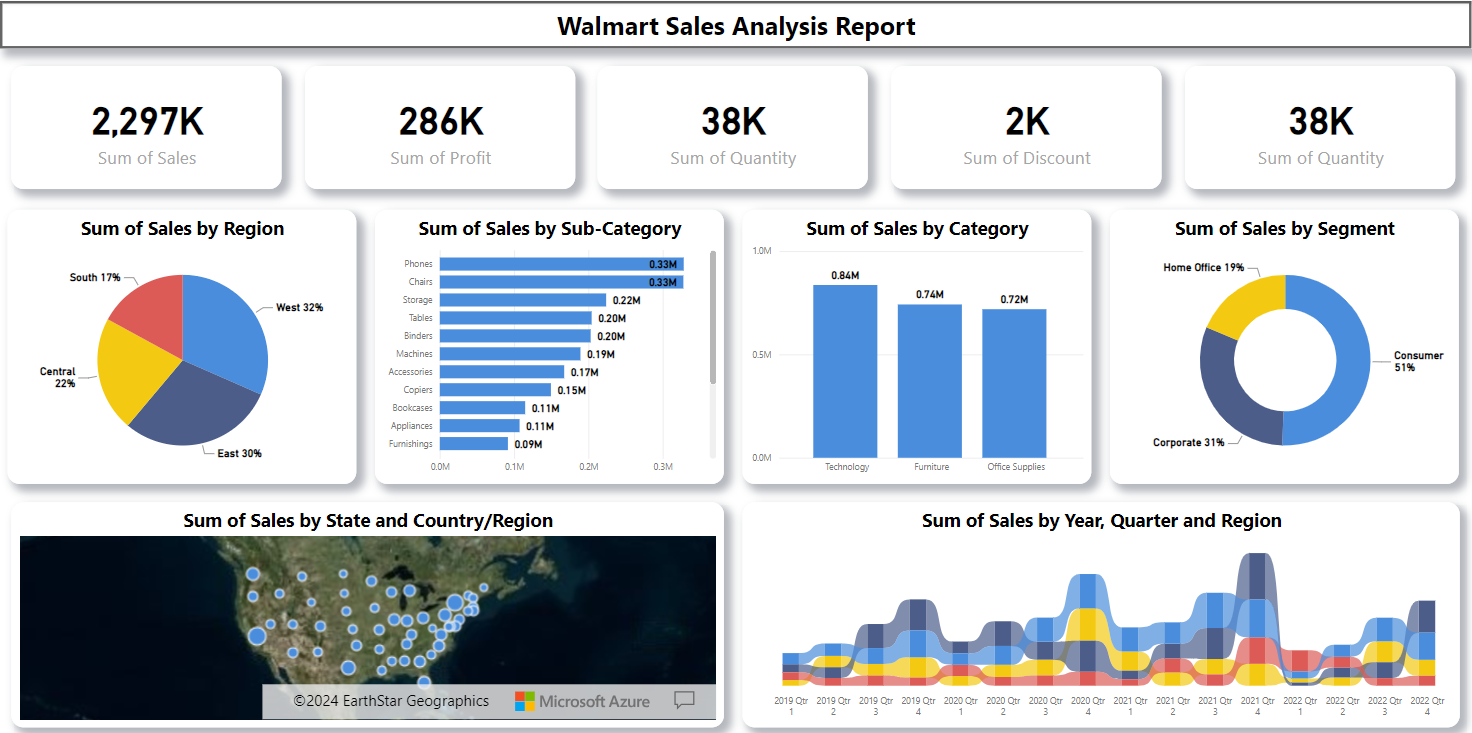 Walmart Sales Analysis Report
2,297K
Sum of Sales
286K
Sum of Profit
38K
Sum of Quantity
2K
Sum of Discount
38K
Sum of Quantity
Sum of Sales by Region
South 17%
West 32%
Central
22%
East 30%
Sum of Sales by Sub-Category
Phones 0.33M
Chairs 0.33M
Storage 0.22M
Tables 0.20M
Binders 0.20M
Machines 0.19M
Accessories 0.17M
Copiers 0.15M
Bookcases 0.11M
Appliances 0.11M
Furnishings 0.09M
0.0M 0.1M 0.2M 0.3M
Sum of Sales by Category
1.0M
0.84M
0.74M
0.72M
0.5M
0.0M
Technology Furniture Office Supplies
Sum of Sales by Segment
Home Office 19%
Consumer
51%
Corporate 31%
Sum of Sales by State and Country/Region
©2024 EarthStar Geographics Microsoft Azure
Sum of Sales by Year, Quarter and Region
2019 Qtr 2019 Qtr 2019 Qtr 2019 Qtr 2020 Qtr 2020 Qtr 2020 Qtr 2020 Qtr 2021 Qtr 2021 Qtr 2021 Qtr 2021 Qtr 2022 Qtr 2022 Qtr 2022 Qtr 2022 Qtr
1 2 3 4 1 2 3 4 1 2 3 4 1 2 3 4